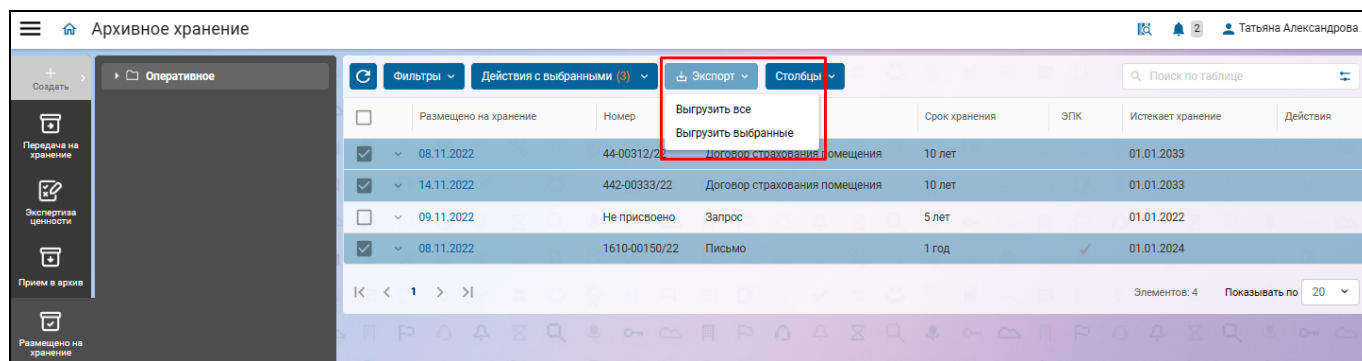 Архивное хранение
2
Татьяна Александрова.
Создать
Оперативное
Фильтры
Действия с выбранными (3)
Экспорт
Столбцы
Поиск по таблице
Выгрузить все
Выгрузить выбранные
Размещено на хранение
Номер
Срок хранения
ЭПК
Истекает хранение
Действия
Передача на
хранение
08.11.2022
44-00312/22
Договор страхования помещения
10 лет
01.01.2033
14.11.2022
442-00333/22
Договор страхования помещения
10 лет
01.01.2033
Экспертиза
ценности
09.11.2022
Не присвоено
Запрос
5 лет
01.01.2022
08.11.2022
1610-00150/22
Письмо
1 год
01.01.2024
Прием в архив
1
Элементов: 4
Показывать по
20
Размещено на
хранение